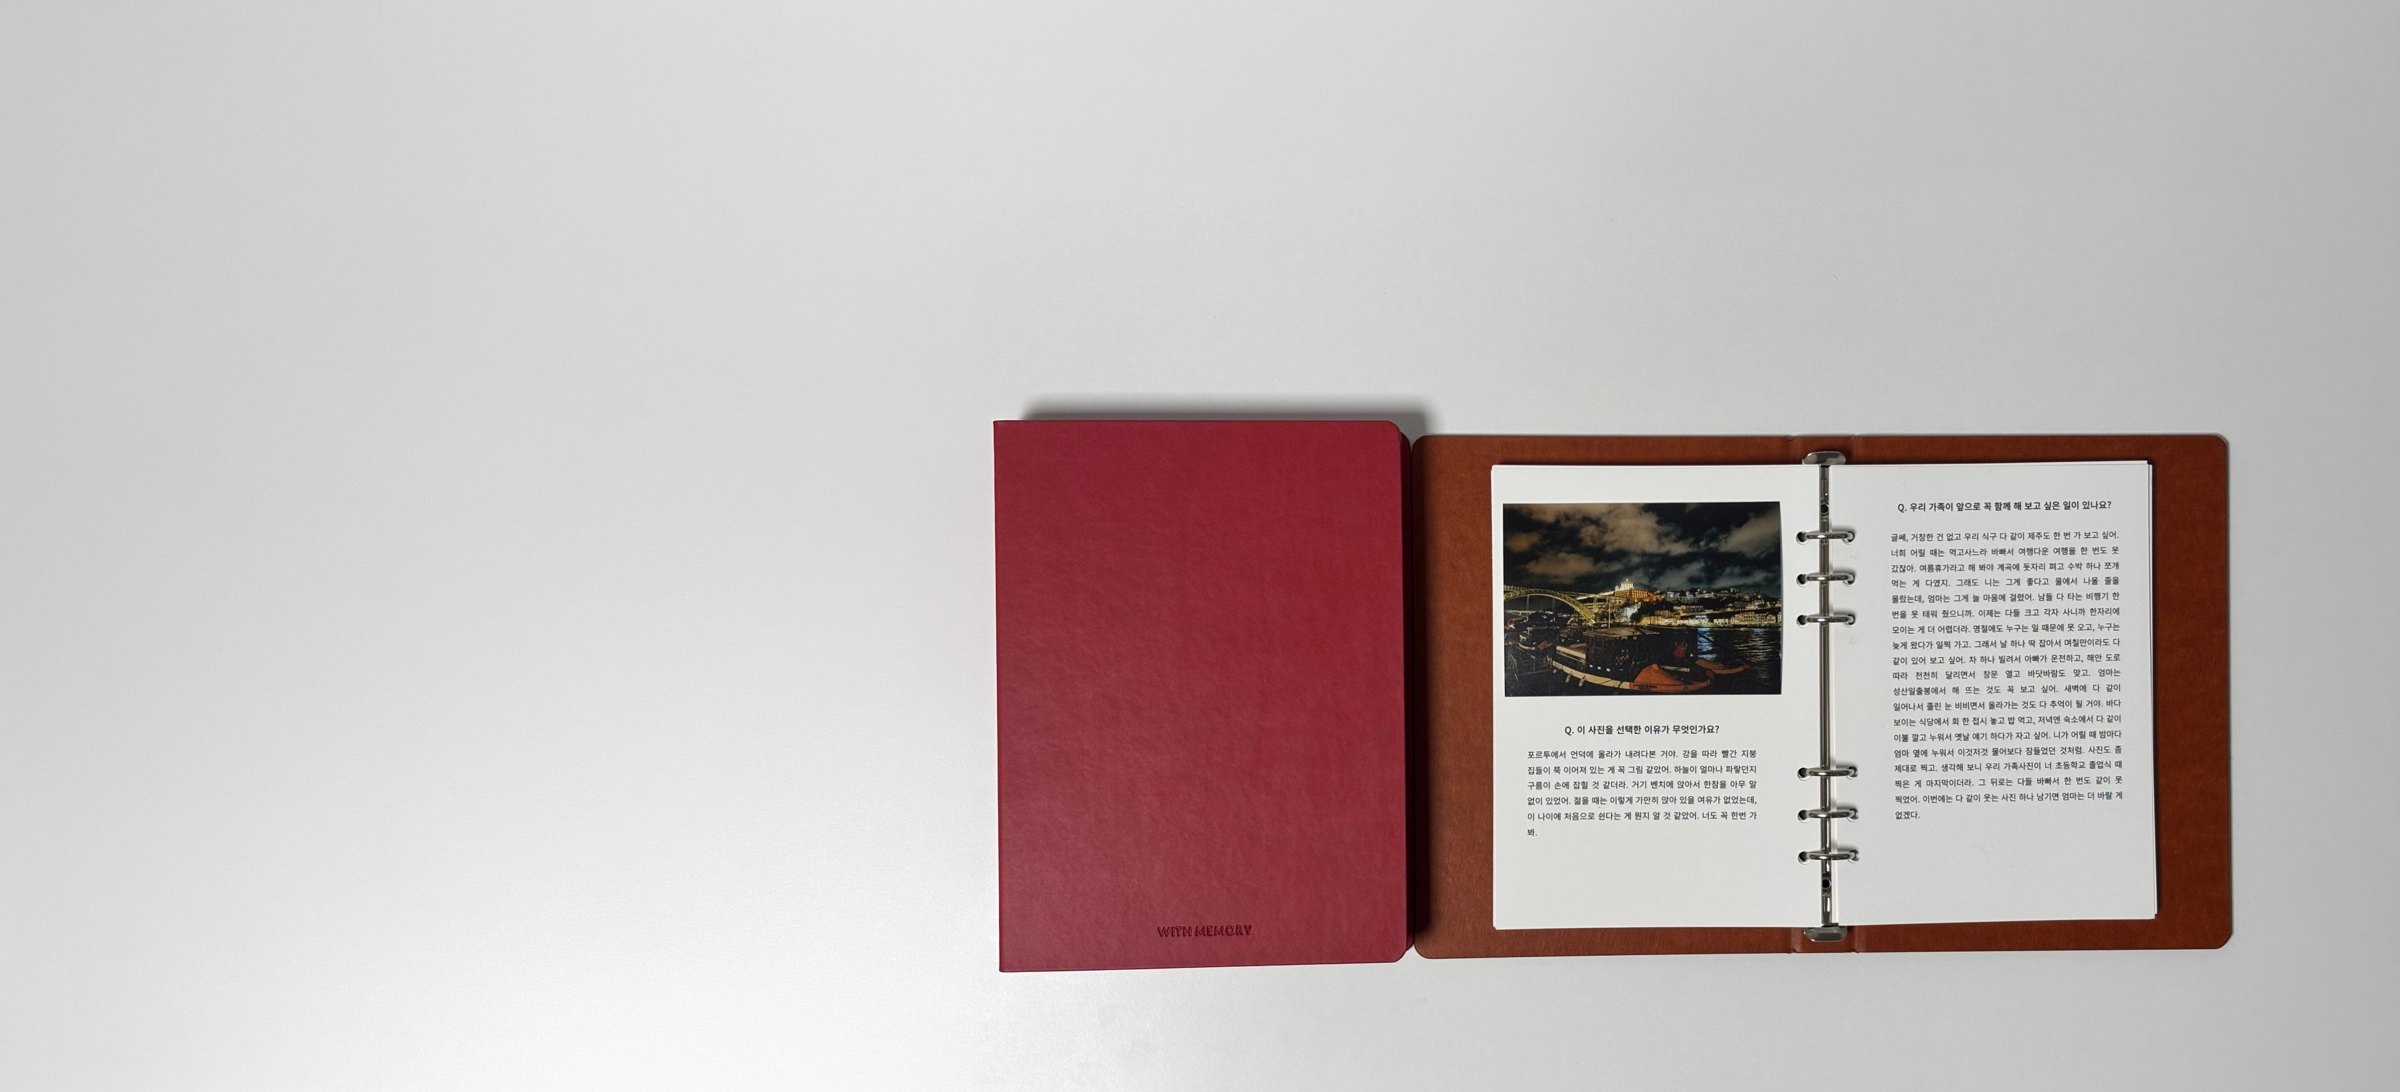 WITH MEMORY
Q. 이 사진을 선택한 이유가 무엇인가요?
포르투에서 언덕에 올라가 내려다본 거야. 강을 따라 빨간 지붕
집들이 쭉 이어져 있는 게 꼭 그림 같았어. 하늘이 얼마나 파랗던지
구름이 손에 잡힐 것 같더라. 거기 벤치에 앉아서 한참을 아무 말
없이 있었어. 젊을 때는 이렇게 가만히 앉아 있을 여유가 없었는데,
이 나이에 처음으로 쉰다는 게 뭔지 알 것 같았어. 너도 꼭 한번 가
봐.
Q. 우리 가족이 앞으로 꼭 함께 해 보고 싶은 일이 있나요?
글쎄, 거창한 건 없고 우리 식구 다 같이 제주도 한 번 가 보고 싶어.
너희 어릴 때는 먹고사느라 바빠서 여행다운 여행을 한 번도 못
갔잖아. 여름휴가라고 해 봐야 계곡에 돗자리 펴고 수박 하나 쪼개
먹는 게 다였지. 그래도 니는 그게 좋다고 물에서 나올 줄을
몰랐는데, 엄마는 그게 늘 마음에 걸렸어. 남들 다 타는 비행기 한
번을 못 태워 줬으니까. 이제는 다들 크고 각자 사니까 한자리에
모이는 게 더 어렵더라. 명절에도 누구는 일 때문에 못 오고, 누구는
늦게 왔다가 일찍 가고. 그래서 날 하나 딱 잡아서 며칠만이라도 다
같이 있어 보고 싶어. 차 하나 빌려서 아빠가 운전하고, 해안 도로
따라 천천히 달리면서 창문 열고 바닷바람도 맞고. 엄마는
성산일출봉에서 해 뜨는 것도 꼭 보고 싶어. 새벽에 다 같이
일어나서 졸린 눈 비비면서 올라가는 것도 다 추억이 될 거야. 바다
보이는 식당에서 회 한 접시 놓고 밥 먹고, 저녁엔 숙소에서 다 같이
이불 깔고 누워서 옛날 얘기 하다가 자고 싶어. 니가 어릴 때 밤마다
엄마 옆에 누워서 이것저것 물어보다 잠들었던 것처럼. 사진도 좀
제대로 찍고. 생각해 보니 우리 가족사진이 너 초등학교 졸업식 때
찍은 게 마지막이더라. 그 뒤로는 다들 바빠서 한 번도 같이 못
찍었어. 이번에는 다 같이 웃는 사진 하나 남기면 엄마는 더 바랄 게
없겠다.